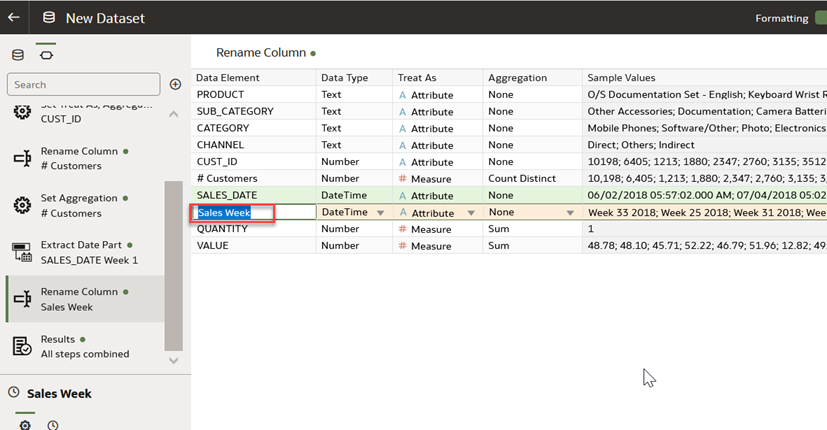 New Dataset
Formatting
Search
Set Treat As, Aggrega...
CUST_ID
Rename Column
# Customers
Set Aggregation
# Customers
Extract Date Part
SALES_DATE Week 1
Rename Column
Sales Week
Results
All steps combined
Sales Week
Rename Column
Data Element Data Type Treat As Aggregation Sample Values
PRODUCT Text A Attribute None O/S Documentation Set - English; Keyboard Wrist R
SUB_CATEGORY Text A Attribute None Other Accessories; Documentation; Camera Batteri
CATEGORY Text A Attribute None Mobile Phones; Software/Other; Photo; Electronics
CHANNEL Text A Attribute None Direct; Others; Indirect
CUST_ID Number A Attribute None 10198; 6405; 1213; 1880; 2347; 2760; 3135; 3512
# Customers Number # Measure Count Distinct 10,198; 6,405; 1,213; 1,880; 2,347; 2,760; 3,135; 3,
SALES_DATE DateTime A Attribute None 06/02/2018 05:57:02.000 AM; 07/04/2018 05:02
Sales Week DateTime A Attribute None Week 33 2018; Week 25 2018; Week 31 2018; Week
QUANTITY Number # Measure Sum 1
VALUE Number # Measure Sum 48.78; 48.10; 45.71; 52.22; 46.79; 51.96; 12.82; 49.